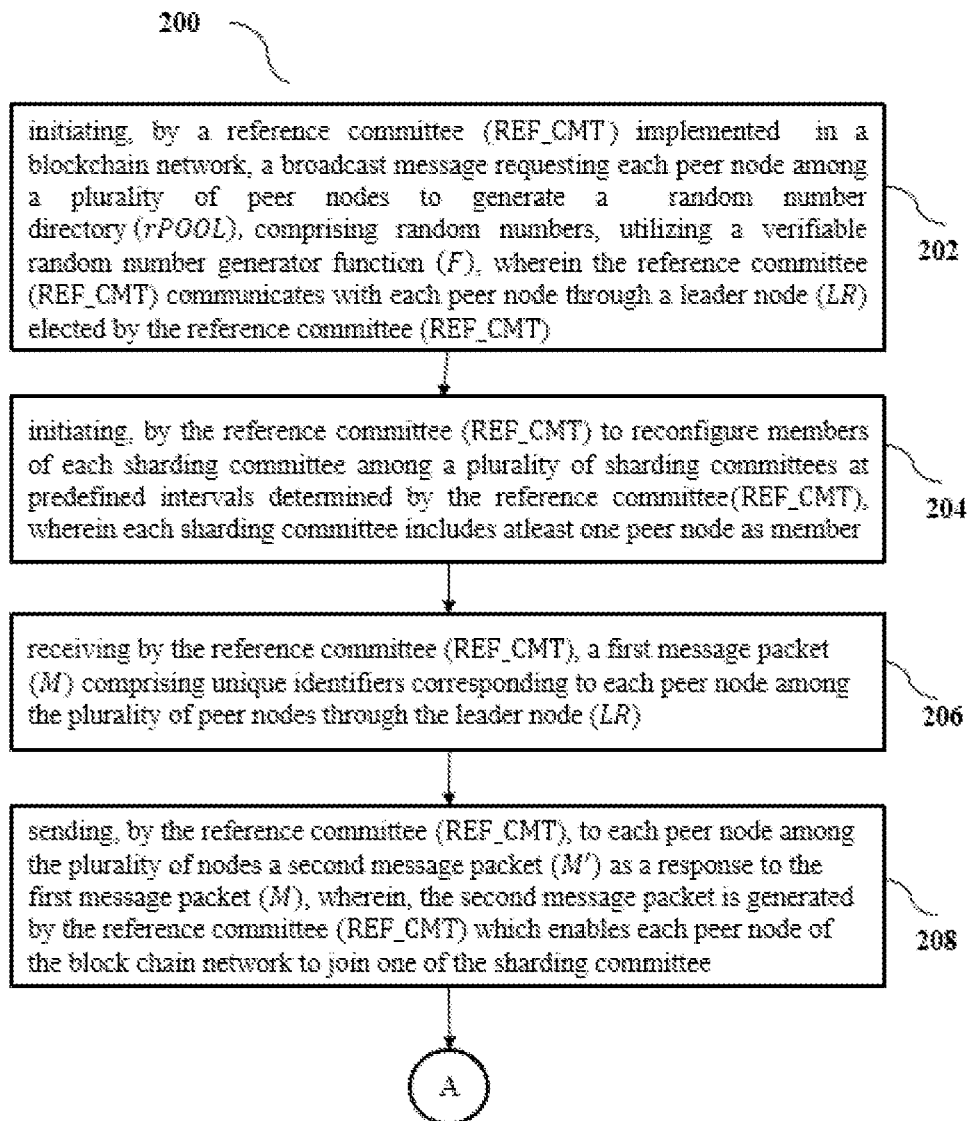 200
initiating, by a reference committee (REF_CMT) implemented in a
blockchain network, a broadcast message requesting each peer node among
a plurality of peer nodes to generate a random number
directory (rPOOL), comprising random numbers, utilizing a verifiable
random number generator function (F), wherein the reference committee
(REF_CMT) communicates with each peer node through a leader node (LR)
elected by the reference committee (REF_CMT)
202
initiating, by the reference committee (REF_CMT) to reconfigure members
of each sharding committee among a plurality of sharding committees at
predefined intervals determined by the reference committee(REF_CMT),
wherein each sharding committee includes atleast one peer node as member
204
receiving by the reference committee (REF_CMT), a first message packet
(M) comprising unique identifiers corresponding to each peer node among
the plurality of peer nodes through the leader node (LR)
206
sending, by the reference committee (REF_CMT), to each peer node among
the plurality of nodes a second message packet (M') as a response to the
first message packet (M), wherein, the second message packet is generated
by the reference committee (REF_CMT) which enables each peer node of
the block chain network to join one of the sharding committee
208
A